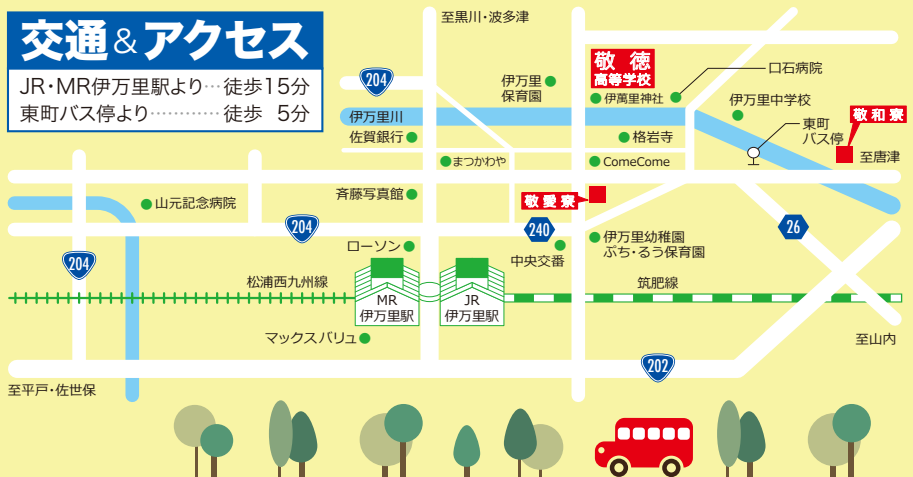 交通&アクセス
JR・MR伊万里駅より…徒歩15分
東町バス停より…………徒歩 5分
至黒川・波多津
204
伊万里
保育園
敬徳
高等学校
口石病院
伊萬里神社
伊万里中学校
伊万里川
佐賀銀行
格岩寺
東町
バス停
敬和寮
至唐津
まつかわや
ComeCome
山元記念病院
斉藤写真館
敬愛寮
204
240
26
204
ローソン
中央交番
伊万里幼稚園
ぷち・るう保育園
松浦西九州線
MR
伊万里駅
JR
伊万里駅
筑肥線
マックスバリュ
至山内
202
至平戸・佐世保